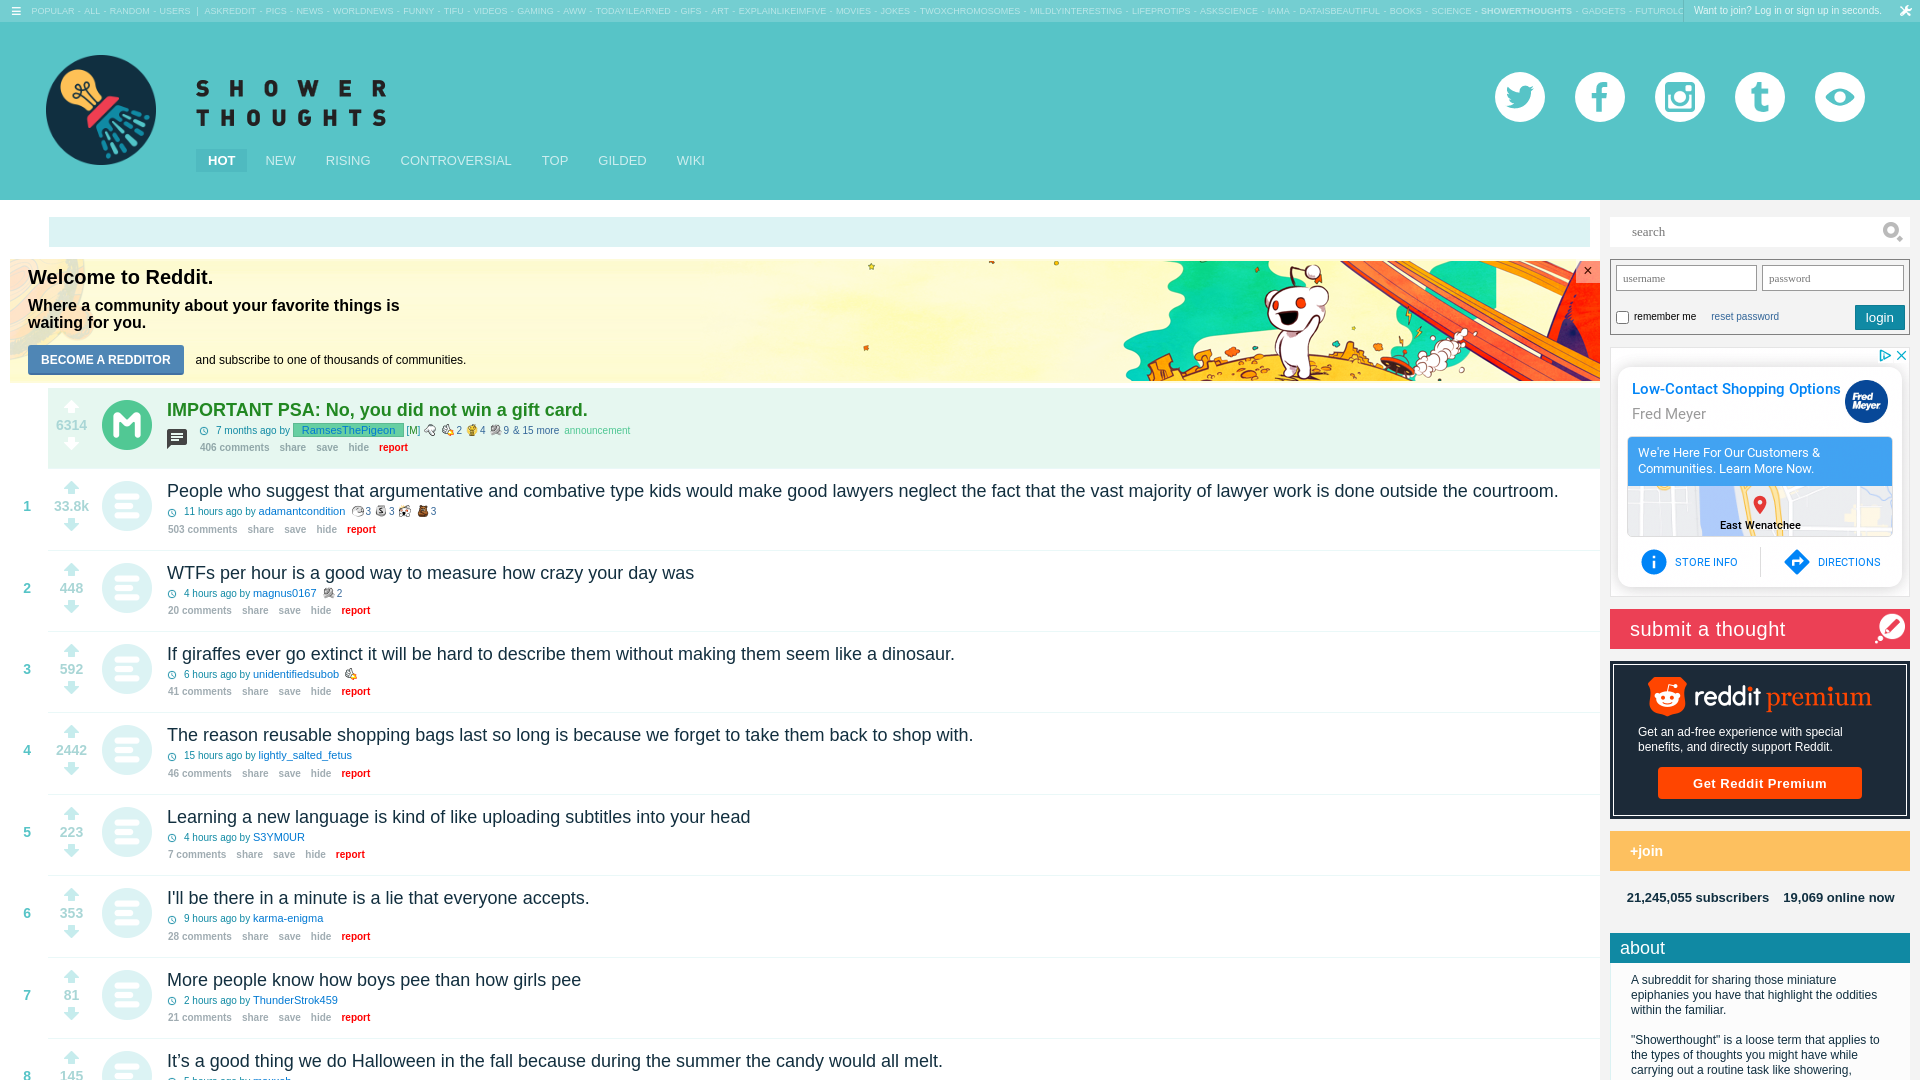 POPULAR - ALL - RANDOM - USERS | ASKREDDIT - PICS - NEWS - WORLDNEWS - FUNNY - TIFU - VIDEOS - GAMING - AWW - TODAYILEARNED - GIFS - ART - EXPLAINLIKEIMFIVE - MOVIES - JOKES - TWOXCHROMOSOMES - MILDLYINTERESTING - LIFEPROTIPS - ASKSCIENCE - IAMA - DATAISBEAUTIFUL - BOOKS - SCIENCE - SHOWERTHOUGHTS - GADGETS - FUTUROLO
Want to join? Log in or sign up in seconds.
SHOWER
THOUGHTS
HOT NEW RISING CONTROVERSIAL TOP GILDED WIKI
search
Welcome to Reddit.
Where a community about your favorite things is
waiting for you.
BECOME A REDDITOR and subscribe to one of thousands of communities.
×
username password
remember me reset password login
6314
M
IMPORTANT PSA: No, you did not win a gift card.
7 months ago by RamsesThePigeon [M] 2 4 9 & 15 more announcement
406 comments share save hide report
1
33.8k
People who suggest that argumentative and combative type kids would make good lawyers neglect the fact that the vast majority of lawyer work is done outside the courtroom.
11 hours ago by adamantcondition 3 3 3
503 comments share save hide report
2
448
WTFs per hour is a good way to measure how crazy your day was
4 hours ago by magnus0167 2
20 comments share save hide report
3
592
If giraffes ever go extinct it will be hard to describe them without making them seem like a dinosaur.
6 hours ago by unidentifiedsubob
41 comments share save hide report
4
2442
The reason reusable shopping bags last so long is because we forget to take them back to shop with.
15 hours ago by lightly_salted_fetus
46 comments share save hide report
5
223
Learning a new language is kind of like uploading subtitles into your head
4 hours ago by S3YM0UR
7 comments share save hide report
6
353
I'll be there in a minute is a lie that everyone accepts.
9 hours ago by karma-enigma
28 comments share save hide report
7
81
More people know how boys pee than how girls pee
2 hours ago by ThunderStrok459
21 comments share save hide report
8
145
It's a good thing we do Halloween in the fall because during the summer the candy would all melt.
Low-Contact Shopping Options
Fred Meyer
Fred
Meyer
We're Here For Our Customers &
Communities. Learn More Now.
East Wenatchee
STORE INFO DIRECTIONS
submit a thought
reddit premium
Get an ad-free experience with special
benefits, and directly support Reddit.
Get Reddit Premium
+join
21,245,055 subscribers 19,069 online now
about
A subreddit for sharing those miniature
epiphanies you have that highlight the oddities
within the familiar.
"Showerthought" is a loose term that applies to
the types of thoughts you might have while
carrying out a routine task like showering,